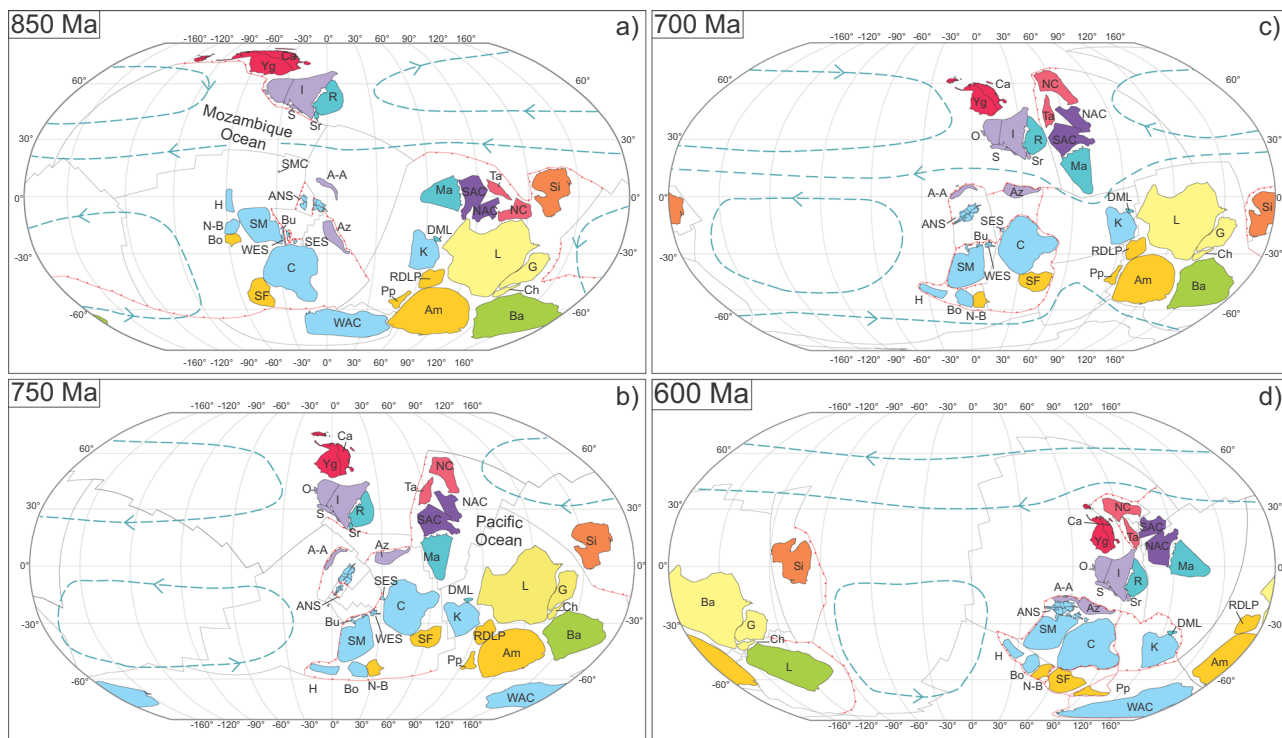 850 Ma
a)
-160° -120° -90° -60° -30° 0° 30° 60° 90° 120° 160°
Ca
Yg
60° 60°
I
R
S
Sr
Mozambique
Ocean
30° 30°
SMC
A-A
ANS
Ma
SAC
Ta
Si
0° 0°
H
NAC
NC
N-B
SM
Bu
Az
DML
Bo
WES
SES
K
L
-30° -30°
C
RDLP
G
SF
Pp
Ch
-60° -60°
WAC
Am
Ba
-160° -120° -90° -60° -30° 0° 30° 60° 90° 120° 160°
700 Ma
c)
-160° -120° -90° -60° -30° 0° 30° 60° 90° 120° 160°
60° 60°
Ca
NC
Yg
Ta
NAC
O
I
R
SAC
30° 30°
S
Sr
Ma
A-A
Az
0° 0°
DML
L
Si
ANS
SES
K
Bu
C
G
RDLP
Ch
-30° -30°
SM
WES
Pp
SF
Am
Ba
H
Bo
N-B
-60° -60°
-160° -120° -90° -60° -30° 0° 30° 60° 90° 120° 160°
750 Ma
b)
-160° -120° -90° -60° -30° 0° 30° 60° 90° 120° 160°
Ca
60° 60°
Yg
NC
O
I
Ta
NAC
R
30° 30°
S
SAC
Sr
Pacific
Ocean
Si
A-A
Az
Ma
0° 0°
SES
DML
L
G
ANS
C
Ch
Bu
K
-30° -30°
SM
WES
SF
RDLP
Ba
Pp
Am
H
Bo
N-B
-60° -60°
WAC
-160° -120° -90° -60° -30° 0° 30° 60° 90° 120° 160°
600 Ma
d)
-160° -120° -90° -60° -30° 0° 30° 60° 90° 120° 160°
60° 60°
NC
30° 30°
Ca
SAC
Yg
Ta
NAC
Si
O
I
Ma
0° 0°
R
S
Sr
A-A
Ba
ANS
Az
RDLP
G
SM
DML
-30° -30°
Ch
C
K
H
L
Bo
Am
N-B
SF
Pp
-60° -60°
WAC
-160° -120° -90° -60° -30° 0° 30° 60° 90° 120° 160°